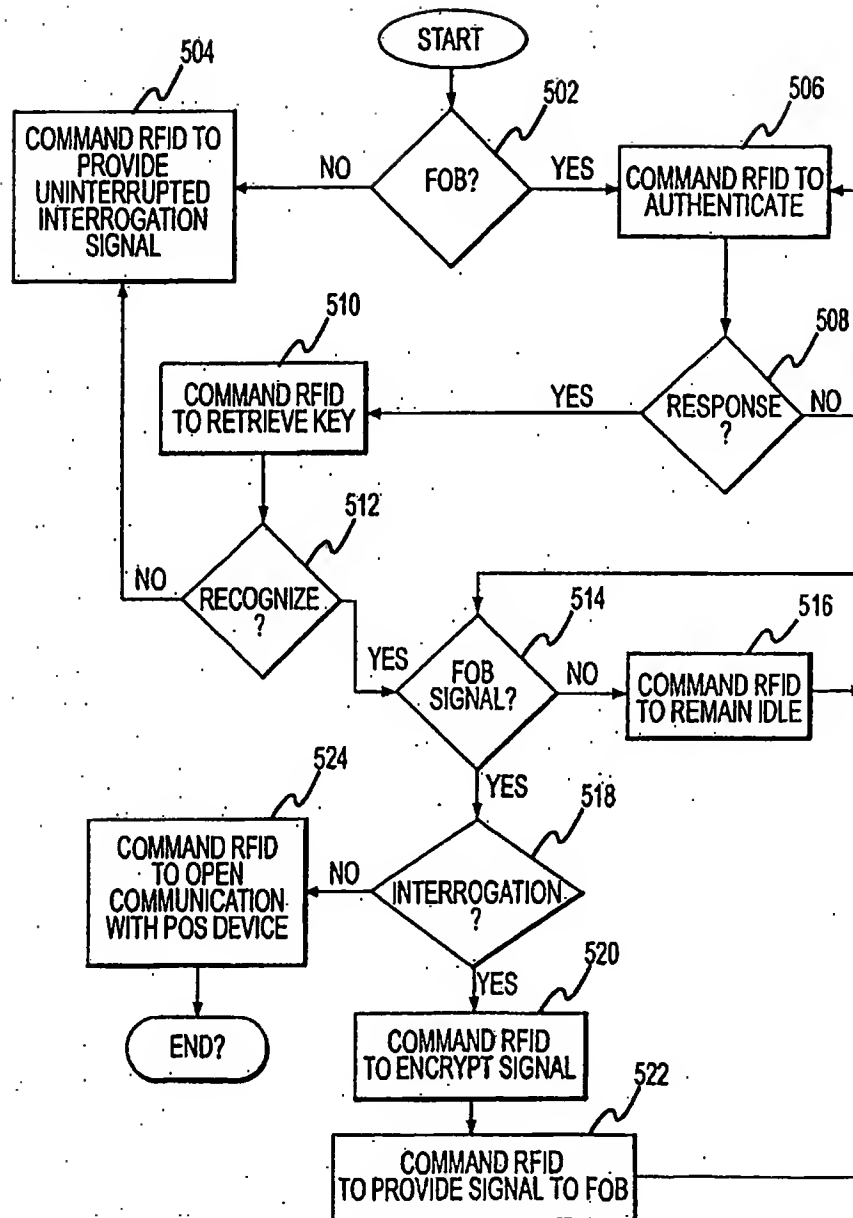 START
504
502
506
COMMAND RFID TO
PROVIDE
UNINTERRUPTED
INTERROGATION
SIGNAL
NO
FOB?
YES
COMMAND RFID TO
AUTHENTICATE
510
508
COMMAND RFID
TO RETRIEVE KEY
YES
RESPONSE
?
NO
512
NO
RECOGNIZE
?
YES
514
516
FOB
SIGNAL?
NO
COMMAND RFID
TO REMAIN IDLE
524
YES
518
COMMAND RFID
TO OPEN
COMMUNICATION
WITH POS DEVICE
NO
INTERROGATION
?
YES
520
END?
COMMAND RFID
TO ENCRYPT SIGNAL
522
COMMAND RFID
TO PROVIDE SIGNAL TO FOB